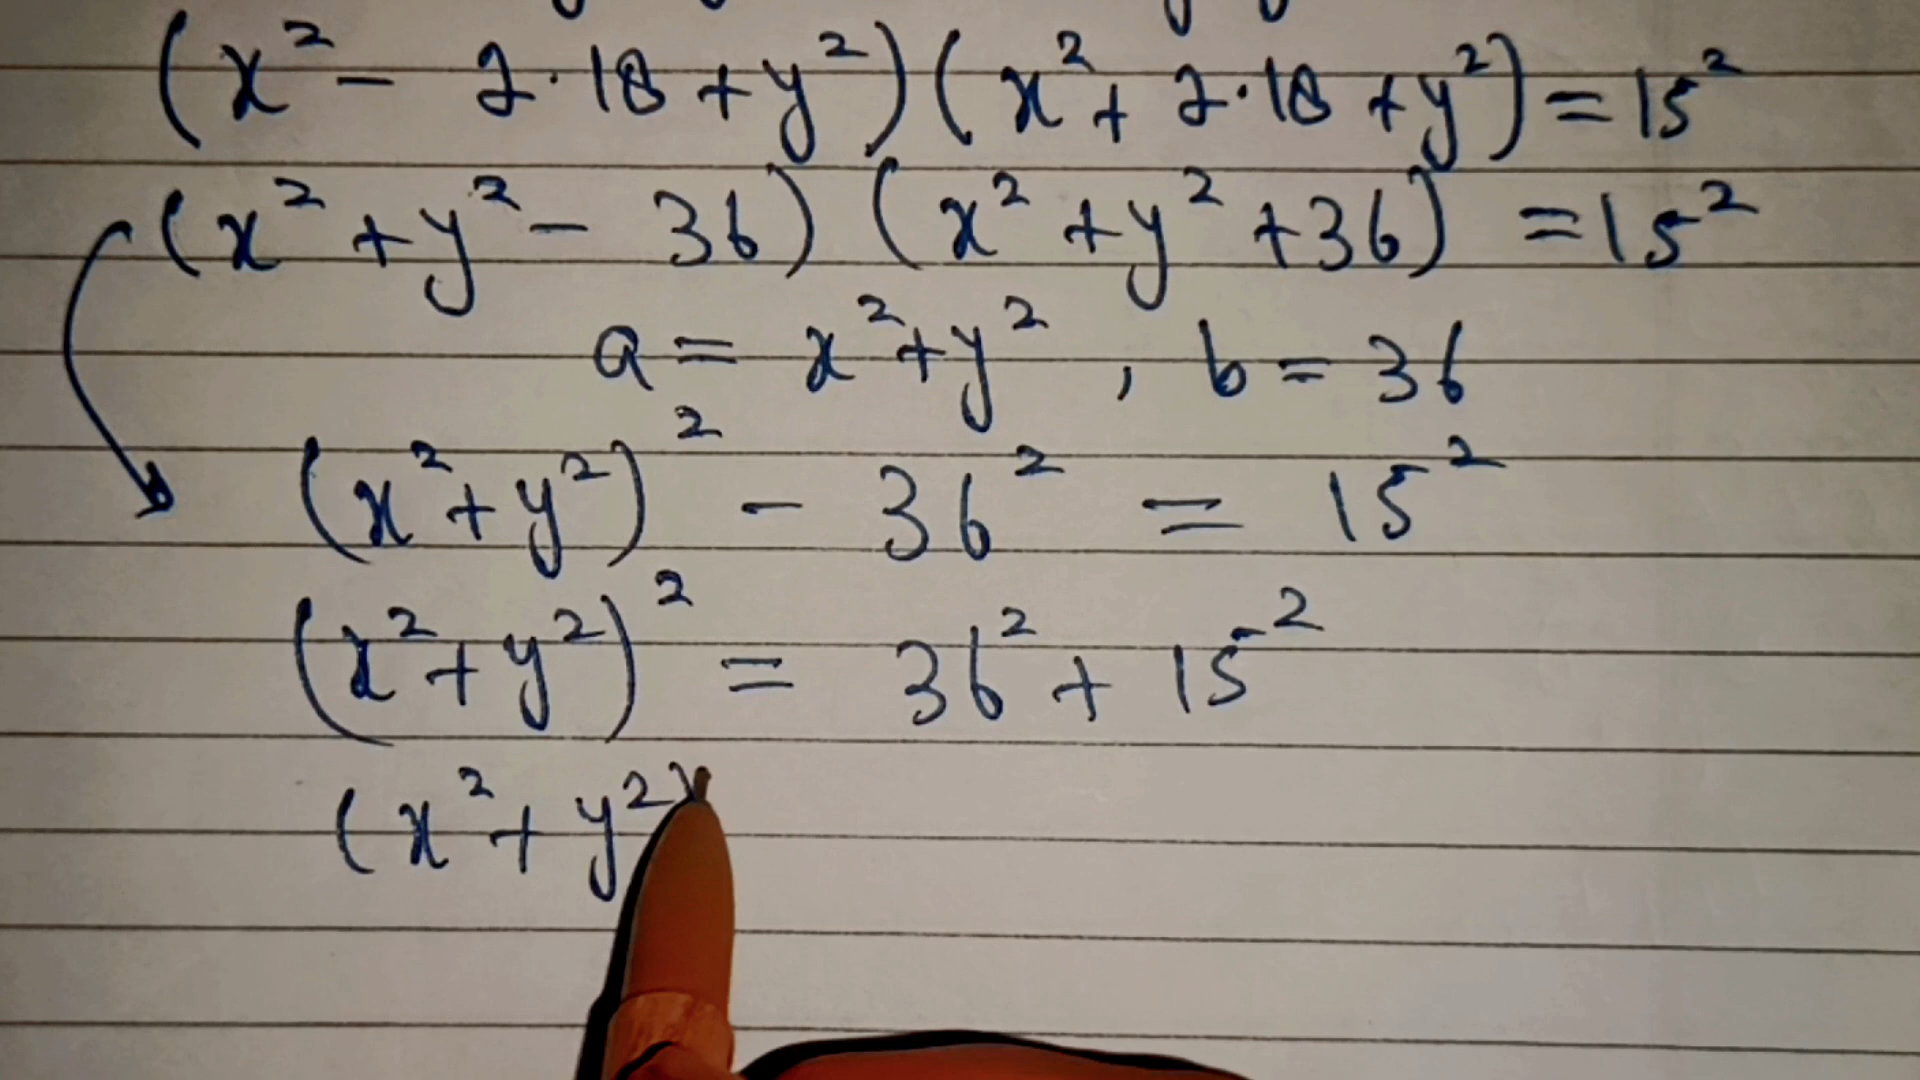 (x² - 2·18 + y²)(x² + 2·18 + y²) = 15²
(x² + y² - 36) (x² + y² + 36) = 15²
a = x² + y² , b = 36
(x² + y²)² - 36² = 15²
(x² + y²)² = 36² + 15²
(x² + y²)